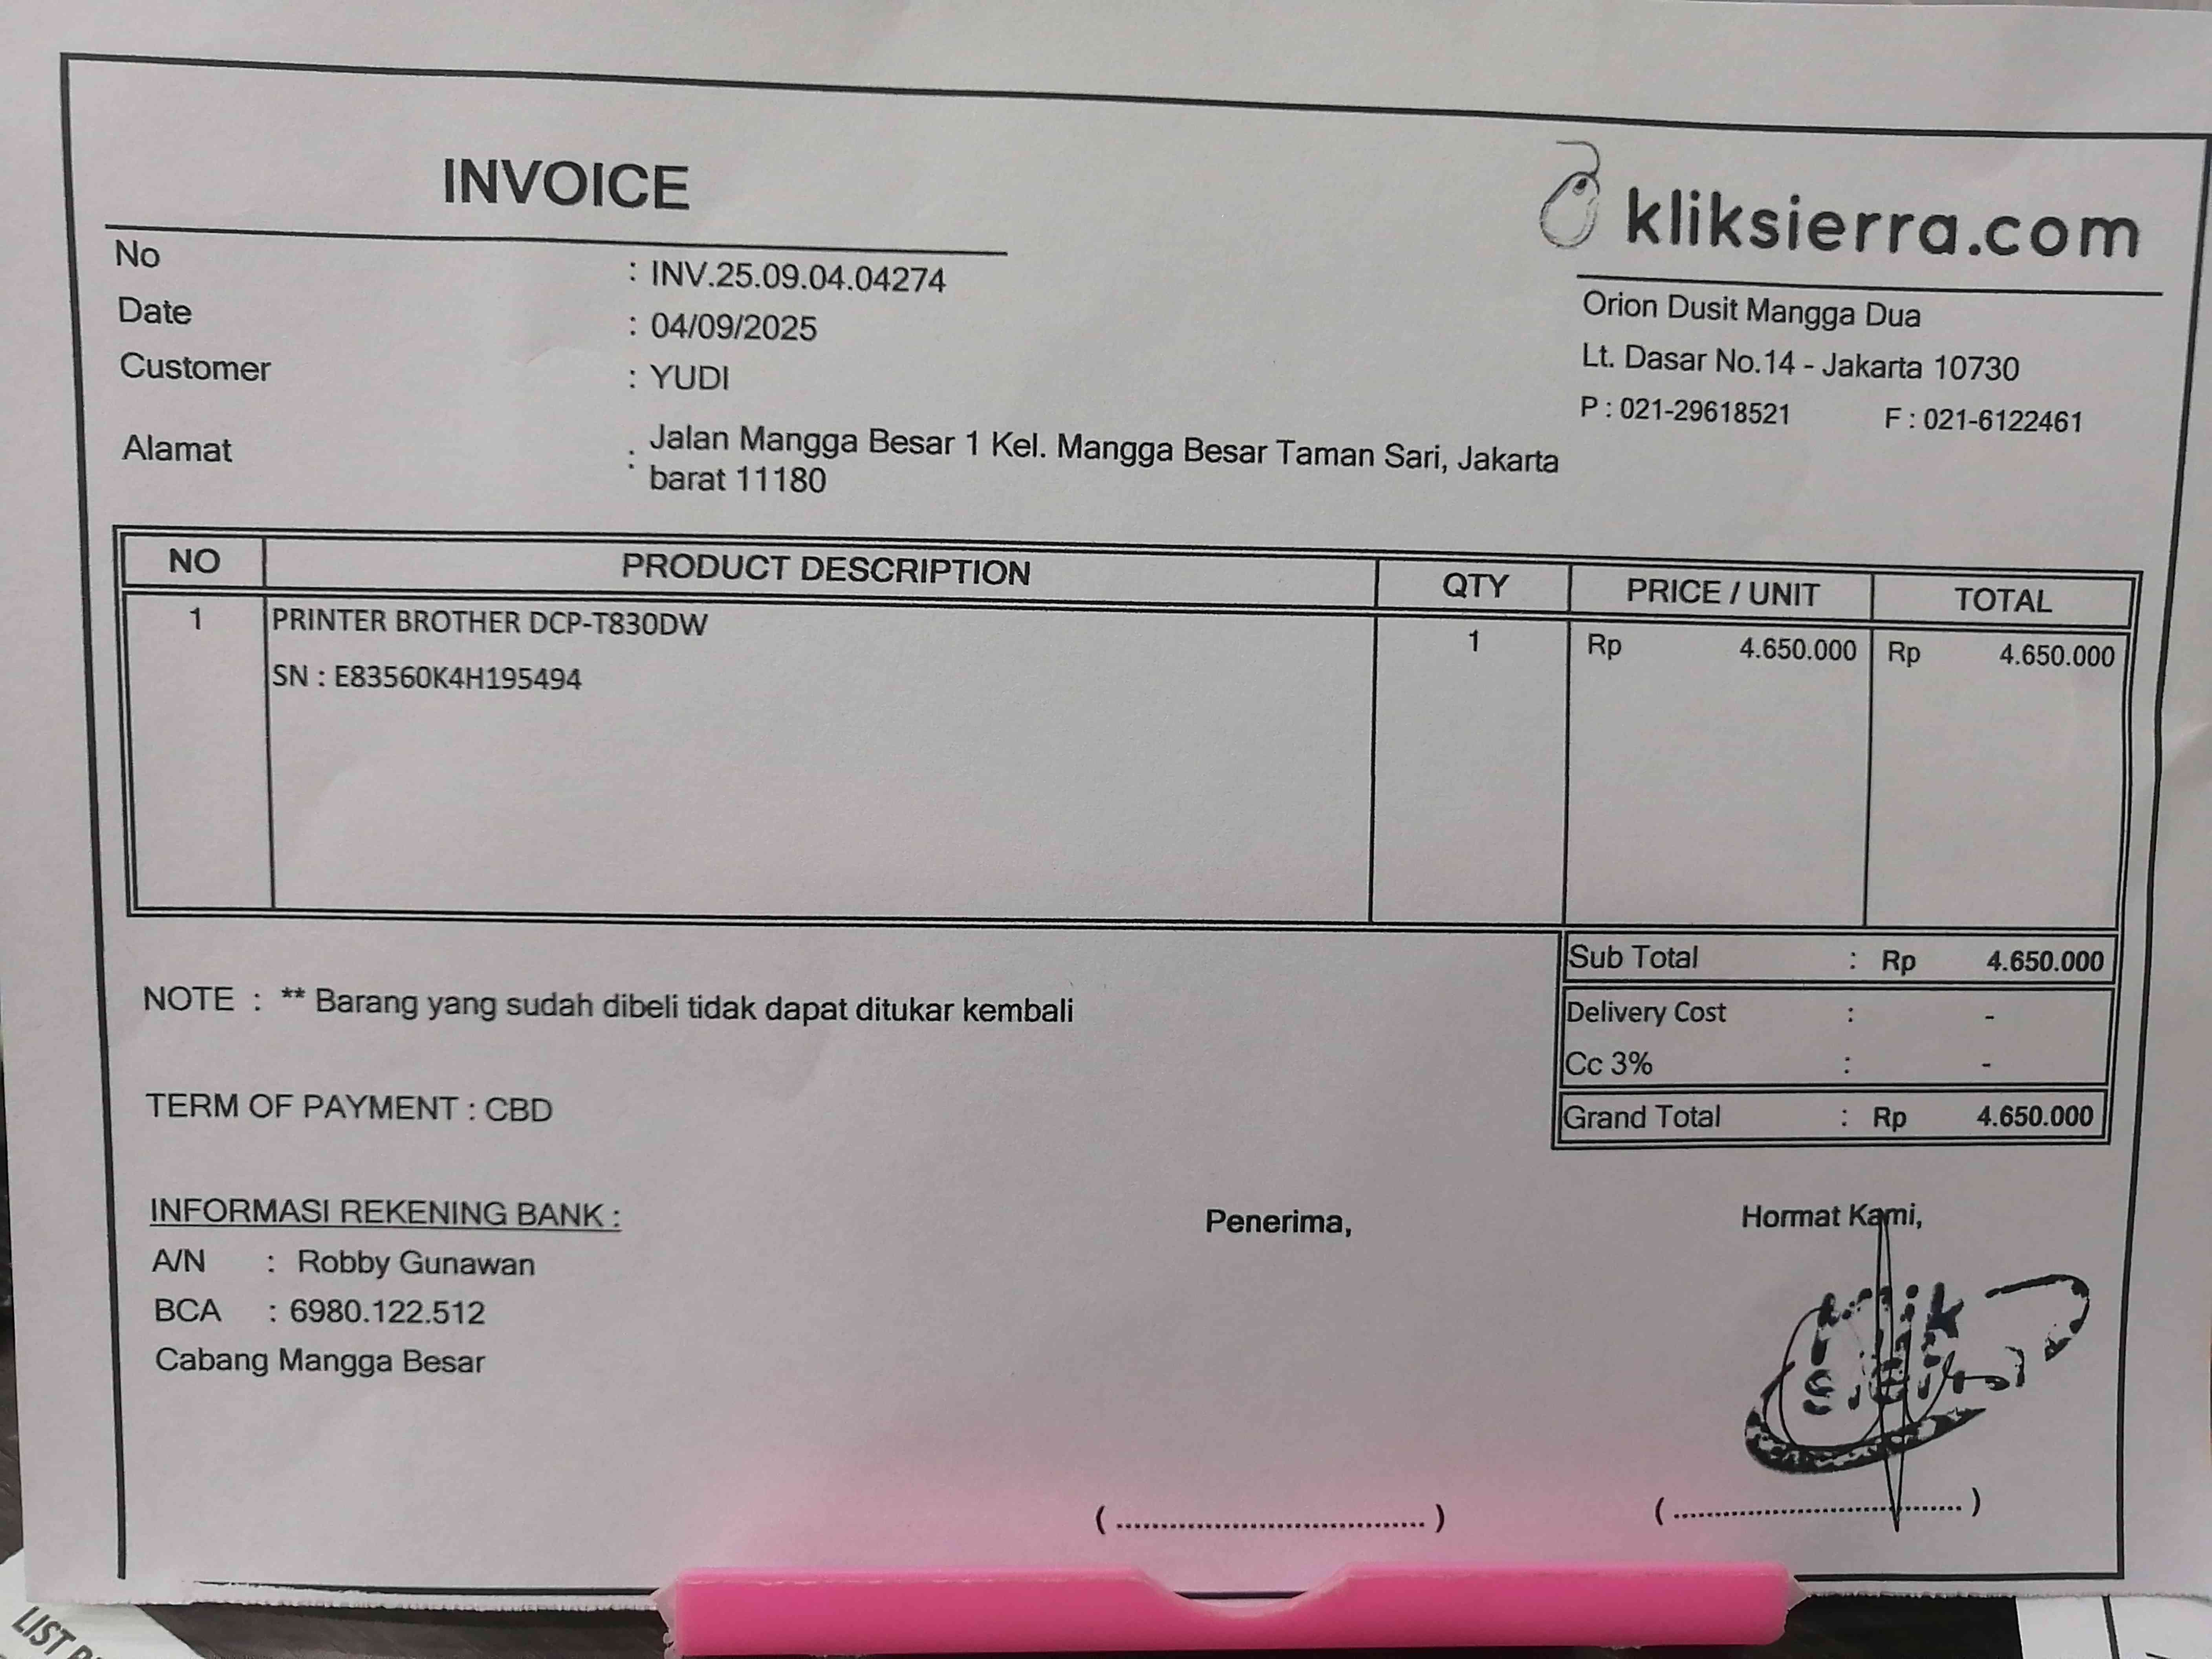 INVOICE
kliksierra.com
No : INV.25.09.04.04274
Date : 04/09/2025
Customer : YUDI
Alamat : Jalan Mangga Besar 1 Kel. Mangga Besar Taman Sari, Jakarta
barat 11180
Orion Dusit Mangga Dua
Lt. Dasar No.14 - Jakarta 10730
P : 021-29618521 F : 021-6122461
NO PRODUCT DESCRIPTION QTY PRICE / UNIT TOTAL
1 PRINTER BROTHER DCP-T830DW 1 Rp 4.650.000 Rp 4.650.000
SN : E83560K4H195494
Sub Total : Rp 4.650.000
Delivery Cost : -
Cc 3% : -
Grand Total : Rp 4.650.000
NOTE : ** Barang yang sudah dibeli tidak dapat ditukar kembali
TERM OF PAYMENT : CBD
INFORMASI REKENING BANK :
A/N : Robby Gunawan
BCA : 6980.122.512
Cabang Mangga Besar
Penerima,
Hormat Kami,
( ................................ )
( ................................ )
LIST